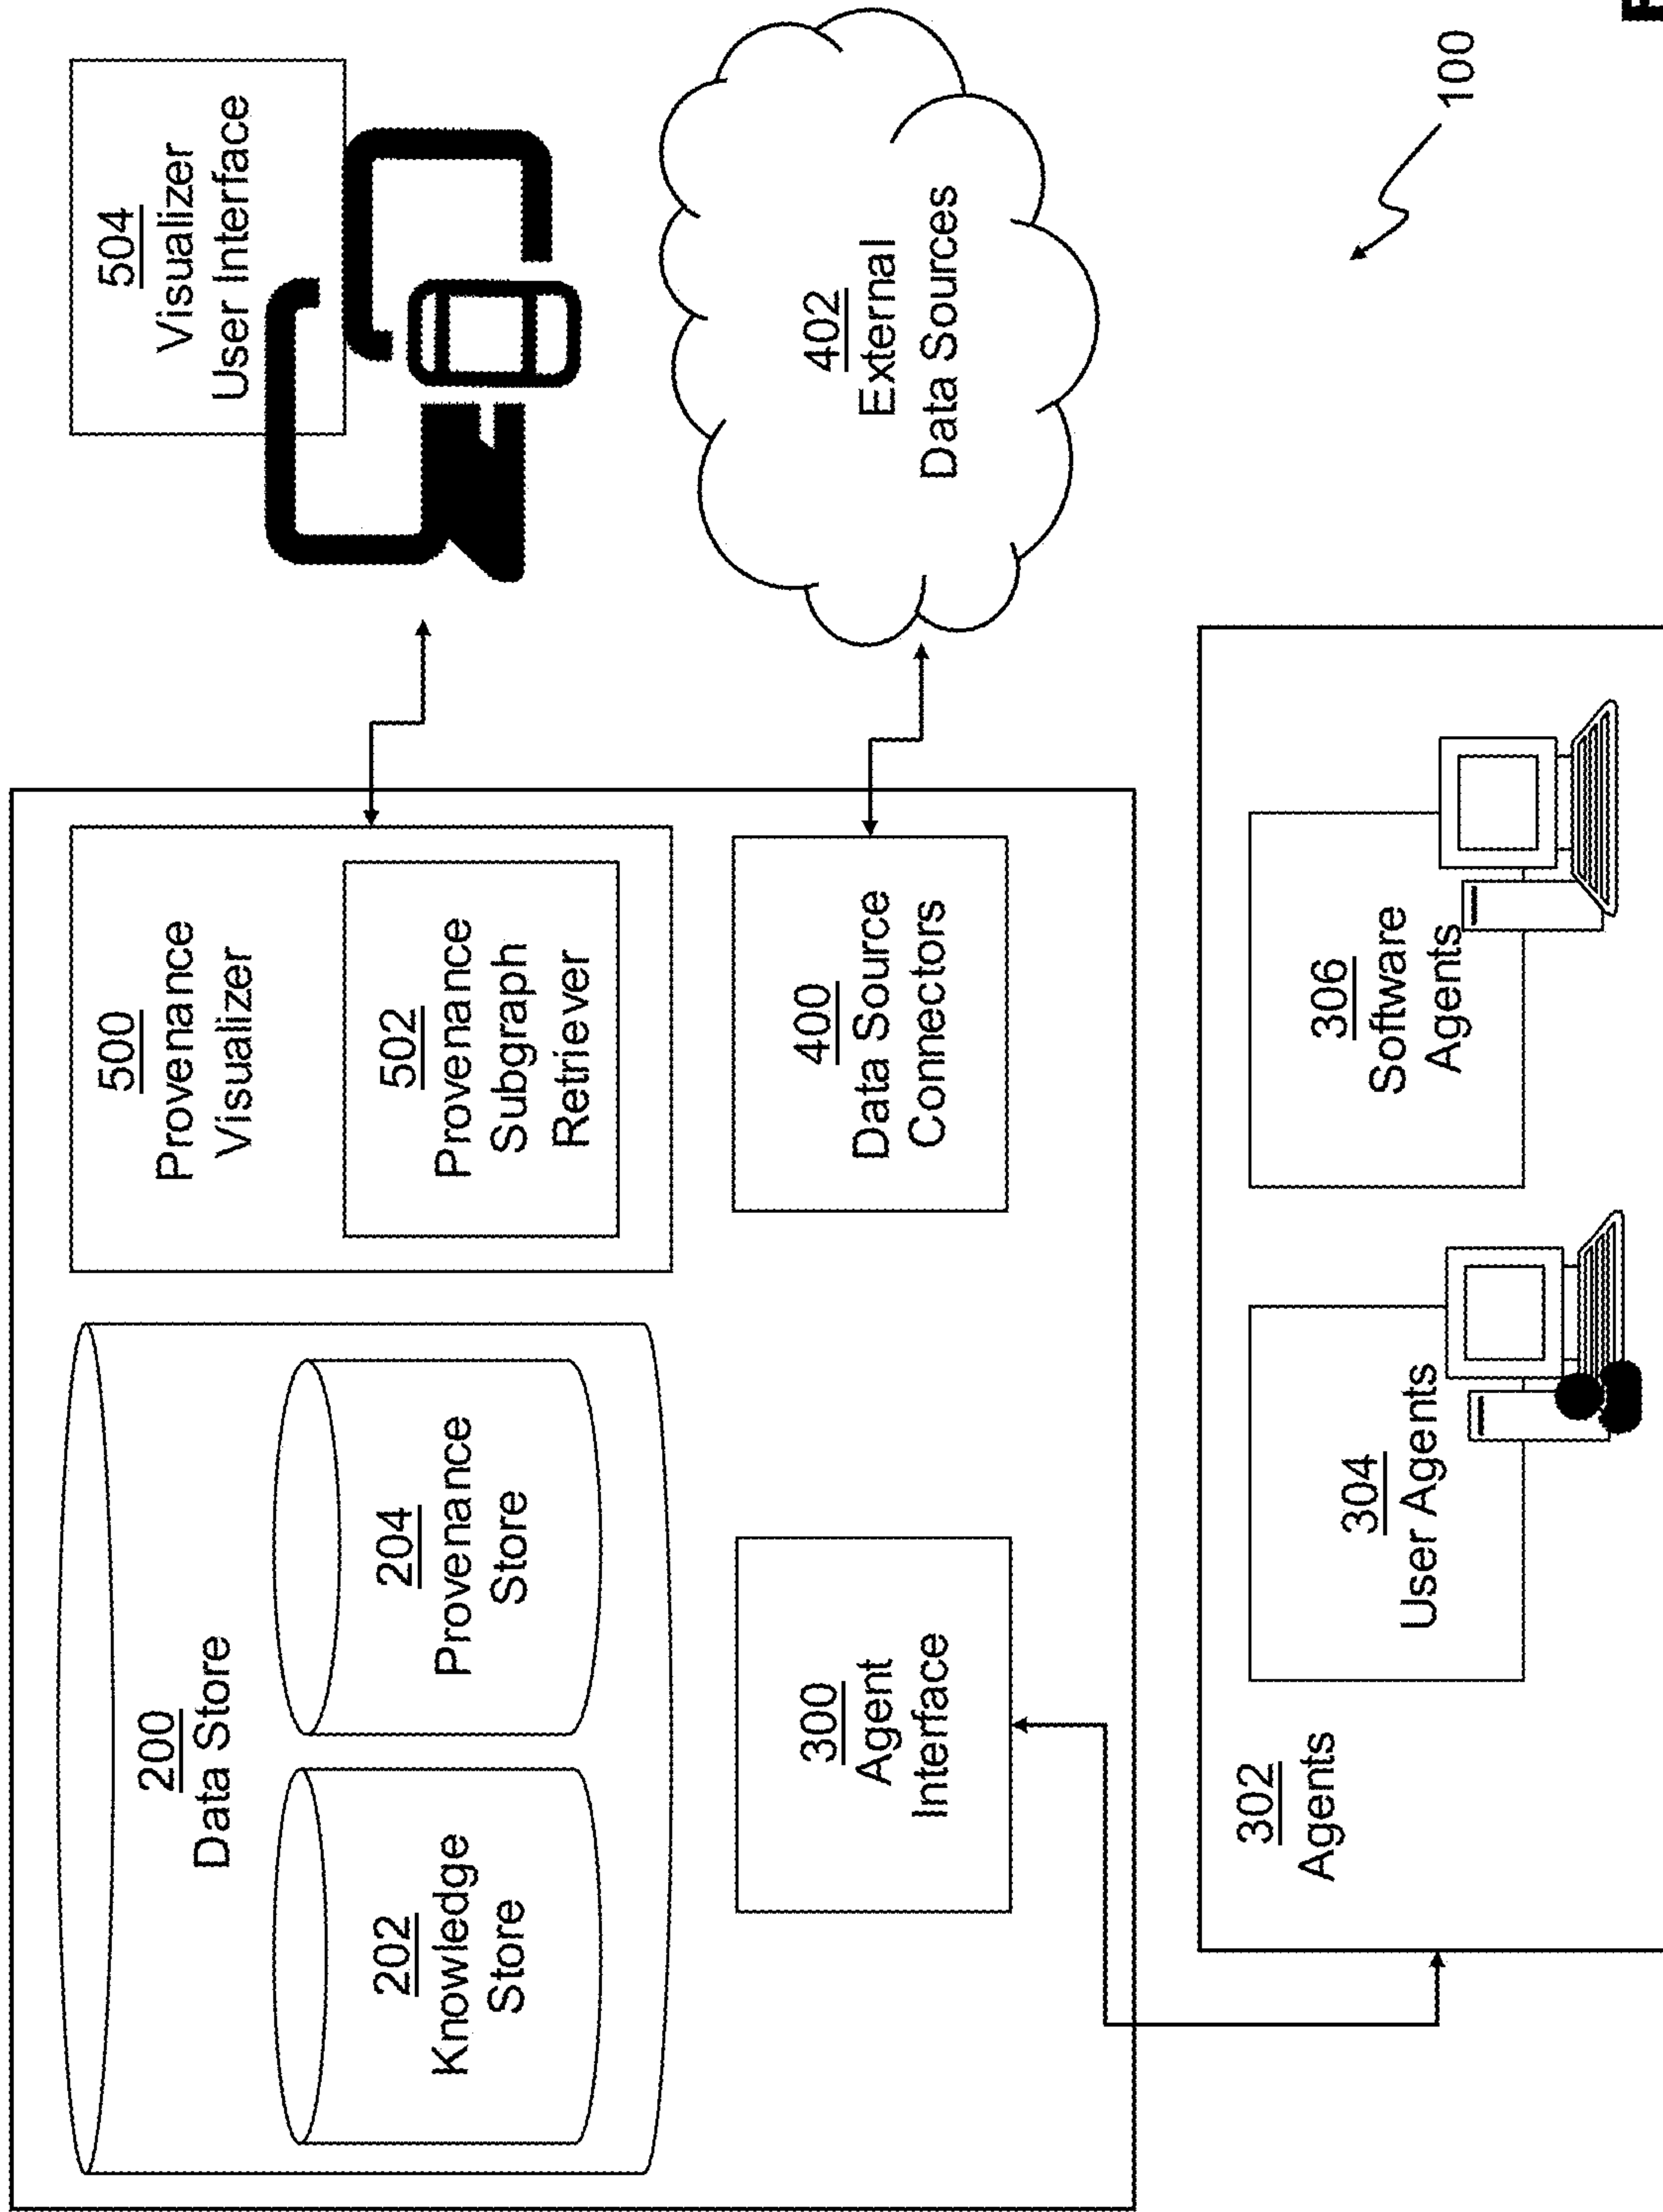 200
Data Store
202
Knowledge
Store
204
Provenance
Store
500
Provenance
Visualizer
502
Provenance
Subgraph
Retriever
504
Visualizer
User Interface
300
Agent
Interface
400
Data Source
Connectors
402
External
Data Sources
302
Agents
304
User Agents
306
Software
Agents
100